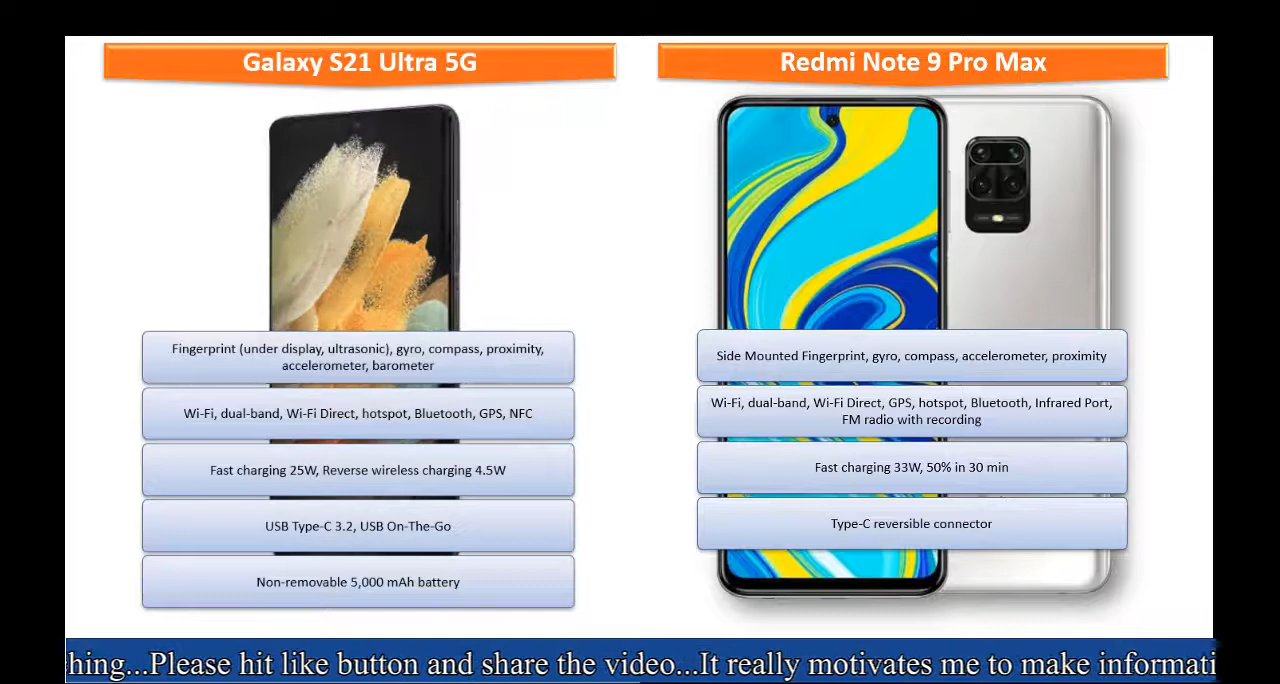 Galaxy S21 Ultra 5G
Fingerprint (under display, ultrasonic), gyro, compass, proximity,
accelerometer, barometer
Wi-Fi, dual-band, Wi-Fi Direct, hotspot, Bluetooth, GPS, NFC
Fast charging 25W, Reverse wireless charging 4.5W
USB Type-C 3.2, USB On-The-Go
Non-removable 5,000 mAh battery
Redmi Note 9 Pro Max
Side Mounted Fingerprint, gyro, compass, accelerometer, proximity
Wi-Fi, dual-band, Wi-Fi Direct, GPS, hotspot, Bluetooth, Infrared Port,
FM radio with recording
Fast charging 33W, 50% in 30 min
Type-C reversible connector
hing...Please hit like button and share the video...It really motivates me to make informati